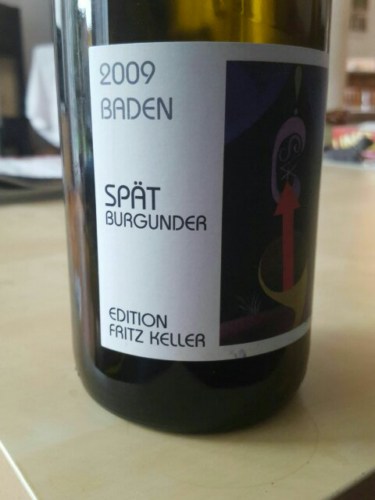 2009
BADEN
SPÄT
BURGUNDER
EDITION
FRITZ KELLER